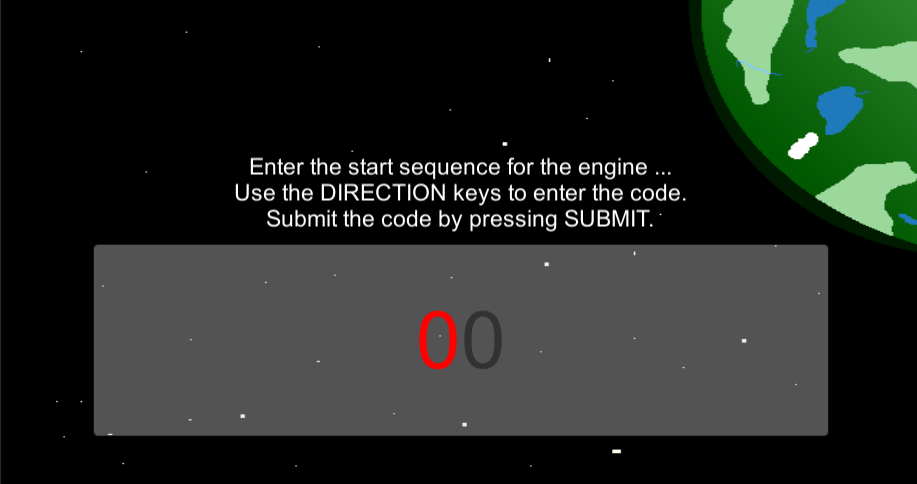 Enter the start sequence for the engine ...
Use the DIRECTION keys to enter the code.
Submit the code by pressing SUBMIT.
00